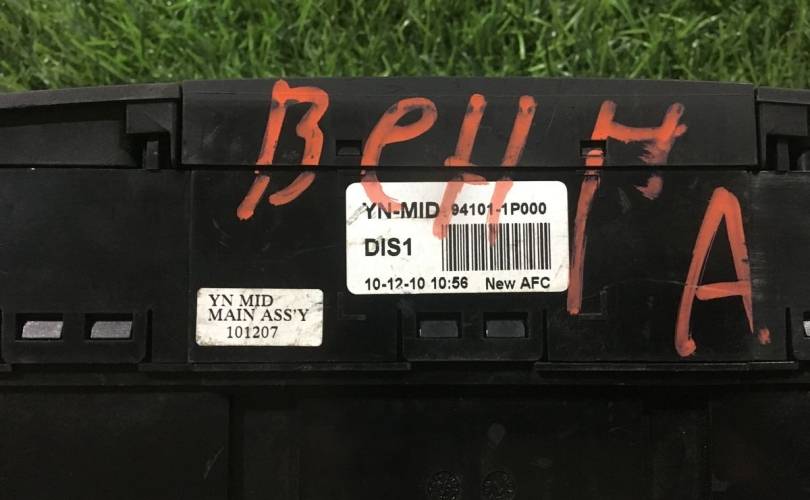 ВеНГА
YN-MID 94101-1P000
DIS1
10-12-10 10:56 New AFC
YN MID
MAIN ASS'Y
101207